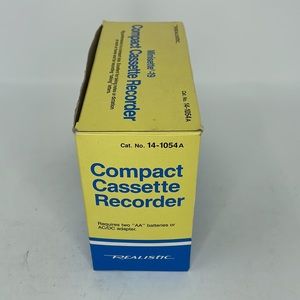 REALISTIC
Minisette®-19
Compact Cassette Recorder
Cat. No. 14-1054A
Cat. No. 14-1054A
Compact
Cassette
Recorder
Requires two "AA" batteries or
AC/DC adapter.
REALISTIC